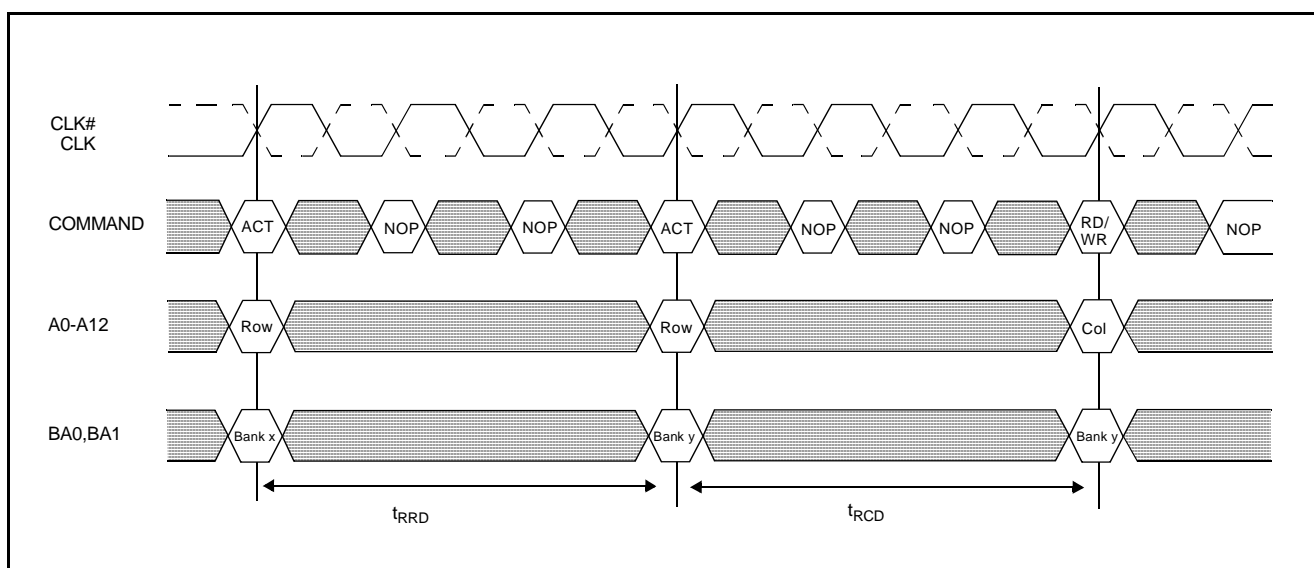 CLK#
CLK
COMMAND
ACT
NOP
NOP
ACT
NOP
NOP
RD/
WR
NOP
A0-A12
Row
Row
Col
BA0,BA1
Bank x
Bank y
Bank y
tRRD
tRCD